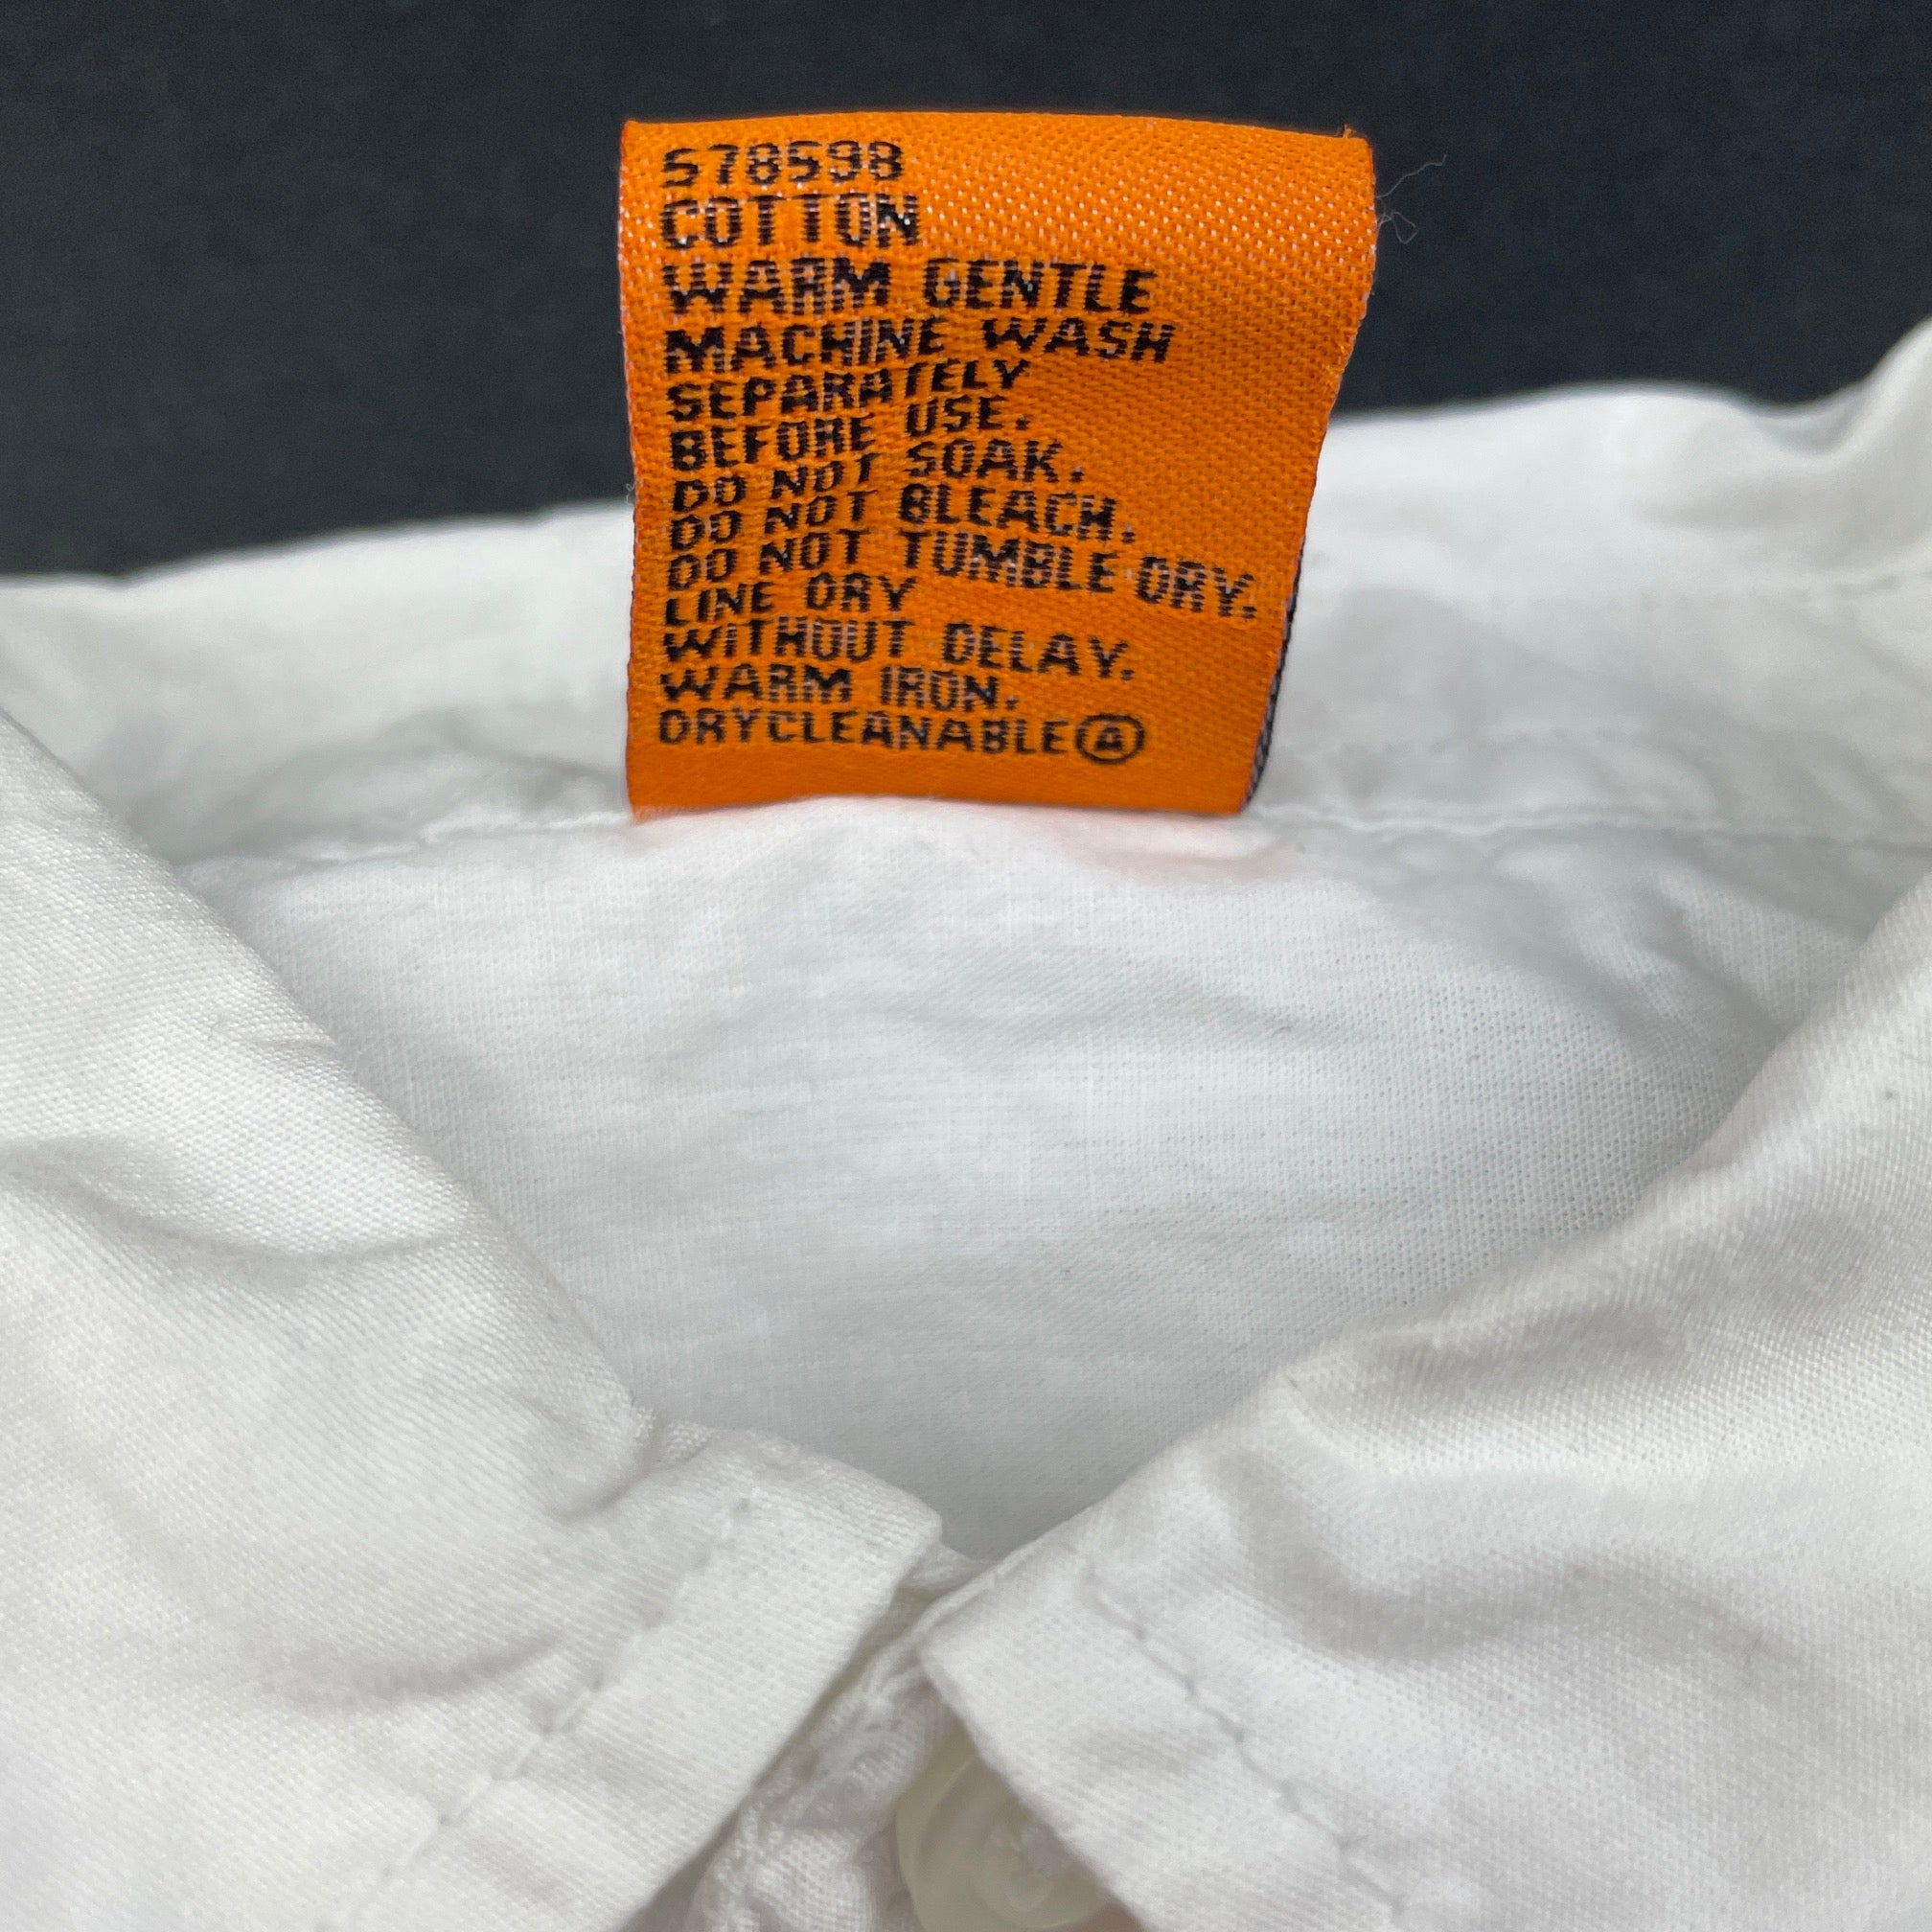 578598
COTTON
WARM GENTLE
MACHINE WASH
SEPARATELY
BEFORE USE.
DO NOT SOAK.
DO NOT BLEACH.
DO NOT TUMBLE DRY.
LINE DRY
WITHOUT DELAY.
WARM IRON.
DRYCLEANABLE Ⓐ